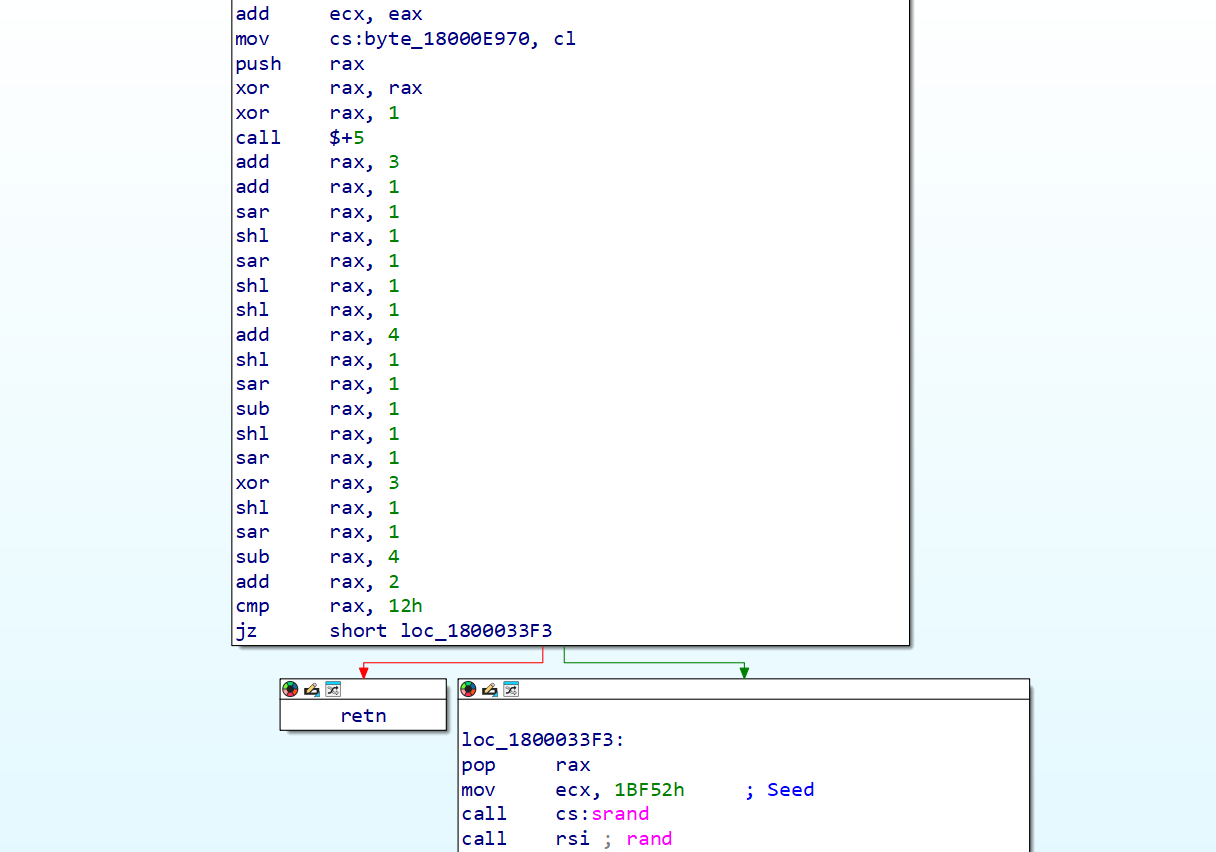 add ecx, eax
mov cs:byte_18000E970, cl
push rax
xor rax, rax
xor rax, 1
call $+5
add rax, 3
add rax, 1
sar rax, 1
shl rax, 1
sar rax, 1
shl rax, 1
shl rax, 1
add rax, 4
shl rax, 1
sar rax, 1
sub rax, 1
shl rax, 1
sar rax, 1
xor rax, 3
shl rax, 1
sar rax, 1
sub rax, 4
add rax, 2
cmp rax, 12h
jz short loc_1800033F3
retn
loc_1800033F3:
pop rax
mov ecx, 1BF52h ; Seed
call cs:srand
call rsi ; rand